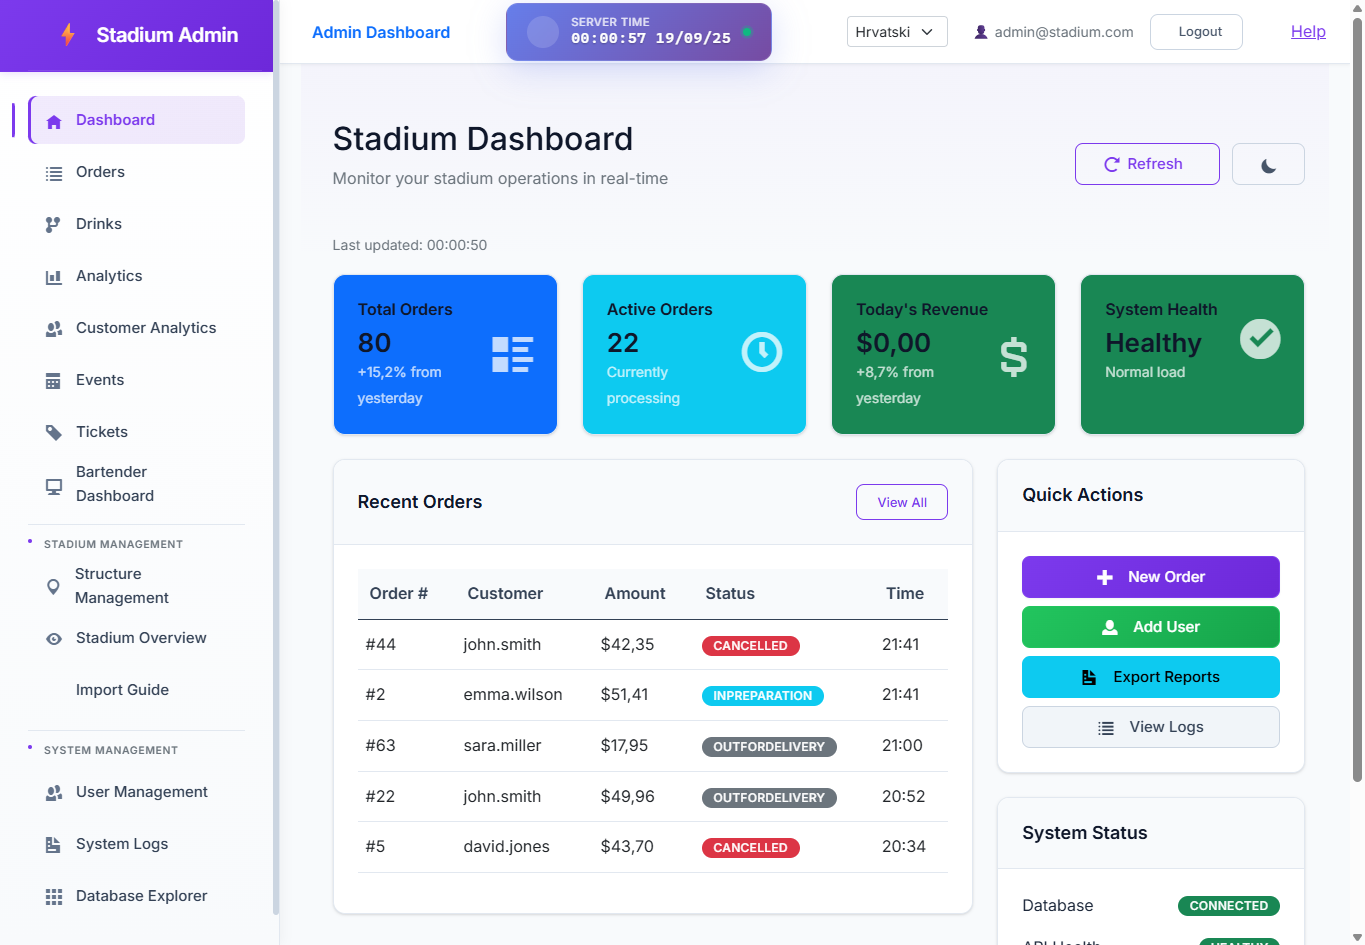 Stadium Admin
Admin Dashboard
SERVER TIME
00:00:57 19/09/25
Hrvatski
admin@stadium.com
Logout
Help
Dashboard
Orders
Drinks
Analytics
Customer Analytics
Events
Tickets
Bartender
Dashboard
STADIUM MANAGEMENT
Structure
Management
Stadium Overview
Import Guide
SYSTEM MANAGEMENT
User Management
System Logs
Database Explorer
Stadium Dashboard
Monitor your stadium operations in real-time
Refresh
Last updated: 00:00:50
Total Orders
80
+15,2% from
yesterday
Active Orders
22
Currently
processing
Today's Revenue
$0,00
+8,7% from
yesterday
System Health
Healthy
Normal load
Recent Orders
View All
Order # Customer Amount Status Time
#44 john.smith $42,35 CANCELLED 21:41
#2 emma.wilson $51,41 INPREPARATION 21:41
#63 sara.miller $17,95 OUTFORDELIVERY 21:00
#22 john.smith $49,96 OUTFORDELIVERY 20:52
#5 david.jones $43,70 CANCELLED 20:34
Quick Actions
New Order
Add User
Export Reports
View Logs
System Status
Database CONNECTED
API Health HEALTHY